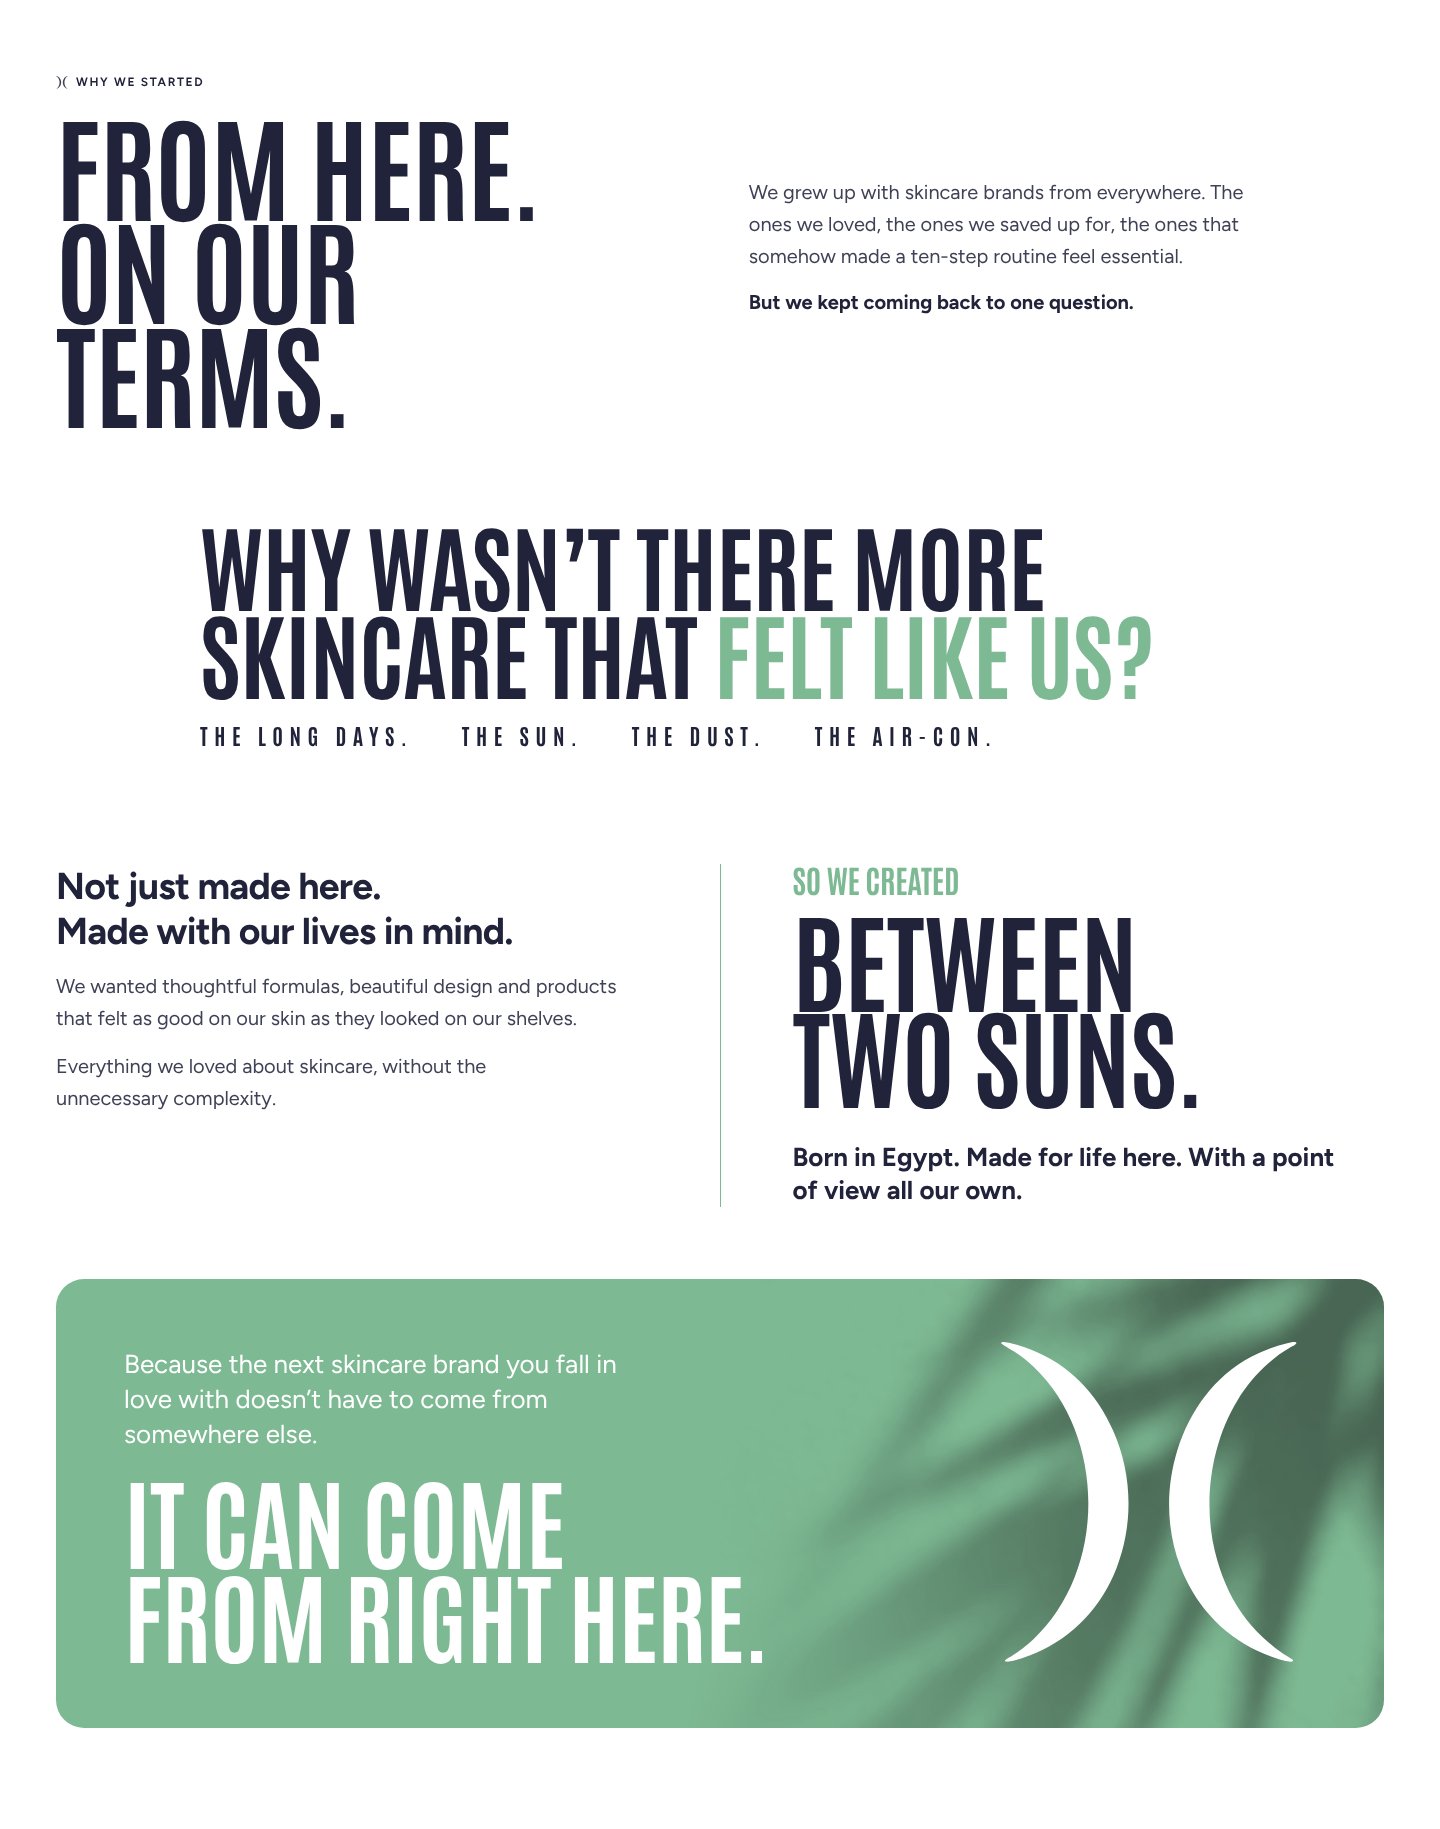 WHY WE STARTED
FROM HERE.
ON OUR
TERMS.
We grew up with skincare brands from everywhere. The
ones we loved, the ones we saved up for, the ones that
somehow made a ten-step routine feel essential.
But we kept coming back to one question.
WHY WASN’T THERE MORE
SKINCARE THAT FELT LIKE US?
THE LONG DAYS. THE SUN. THE DUST. THE AIR-CON.
Not just made here.
Made with our lives in mind.
We wanted thoughtful formulas, beautiful design and products
that felt as good on our skin as they looked on our shelves.
Everything we loved about skincare, without the
unnecessary complexity.
SO WE CREATED
BETWEEN
TWO SUNS.
Born in Egypt. Made for life here. With a point
of view all our own.
Because the next skincare brand you fall in
love with doesn’t have to come from
somewhere else.
IT CAN COME
FROM RIGHT HERE.